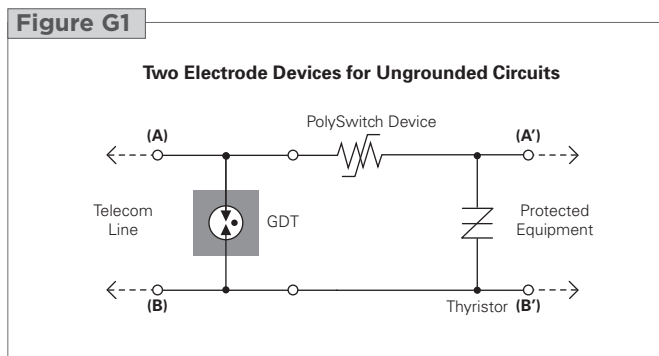 Figure G1
Two Electrode Devices for Ungrounded Circuits
PolySwitch Device
(A)
(A’)
Telecom
Line
GDT
Protected
Equipment
(B)
Thyristor
(B’)